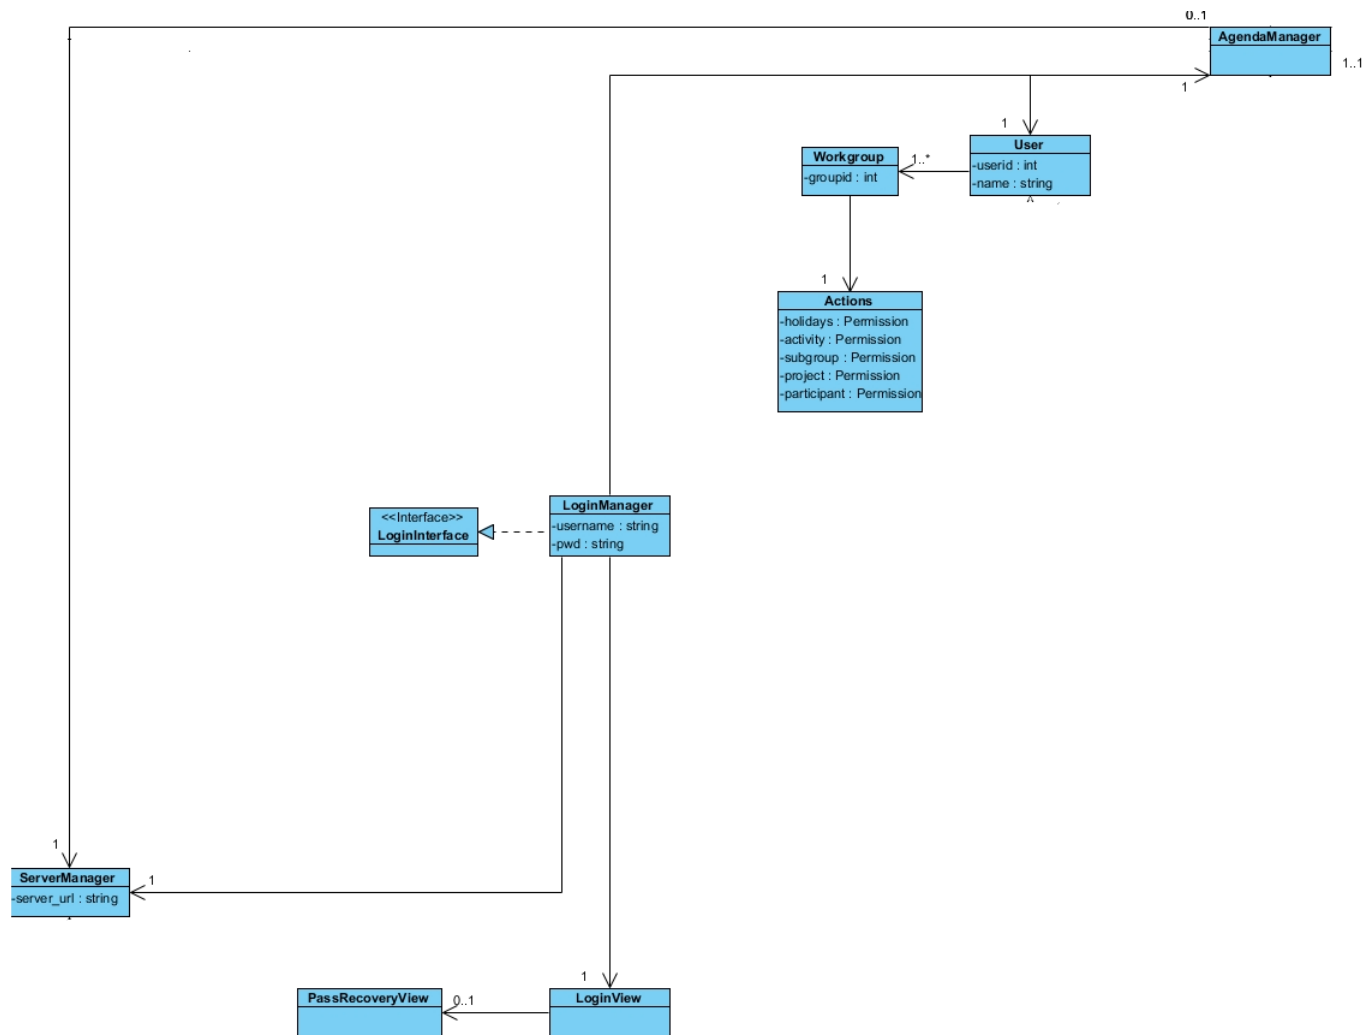 0..1
AgendaManager
1..1
1
1
User
-userid : int
-name : string
Workgroup
-groupid : int
1..*
1
Actions
-holidays : Permission
-activity : Permission
-subgroup : Permission
-project : Permission
-participant : Permission
<<Interface>>
LoginInterface
LoginManager
-username : string
-pwd : string
1
ServerManager
-server_url : string
1
1
PassRecoveryView
0..1
LoginView